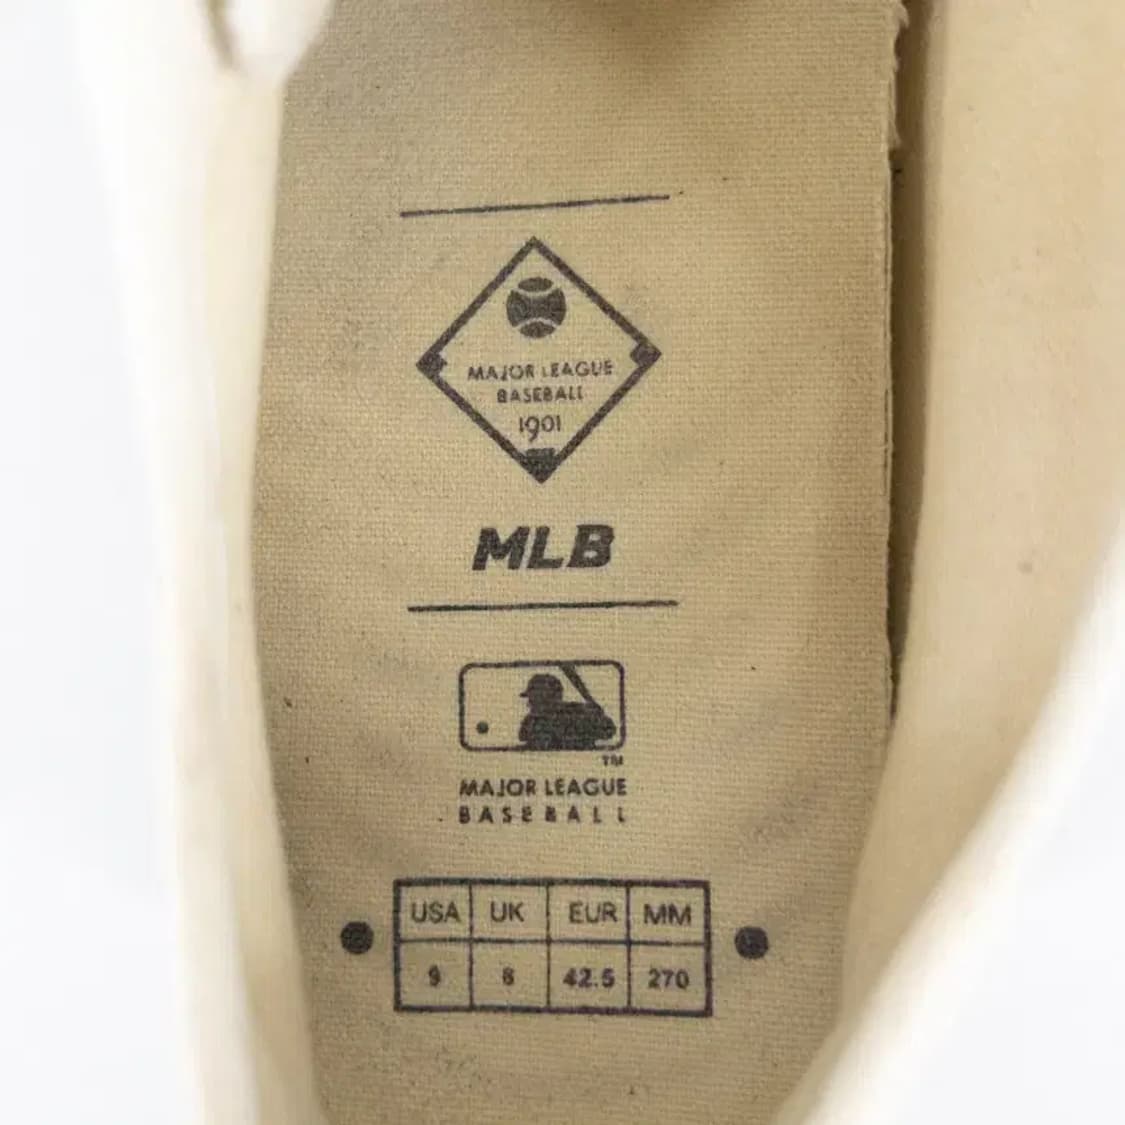 MAJOR LEAGUE
BASEBALL
1901
MLB
TM
MAJOR LEAGUE
BASEBALL
USA UK EUR MM
9 8 42.5 270